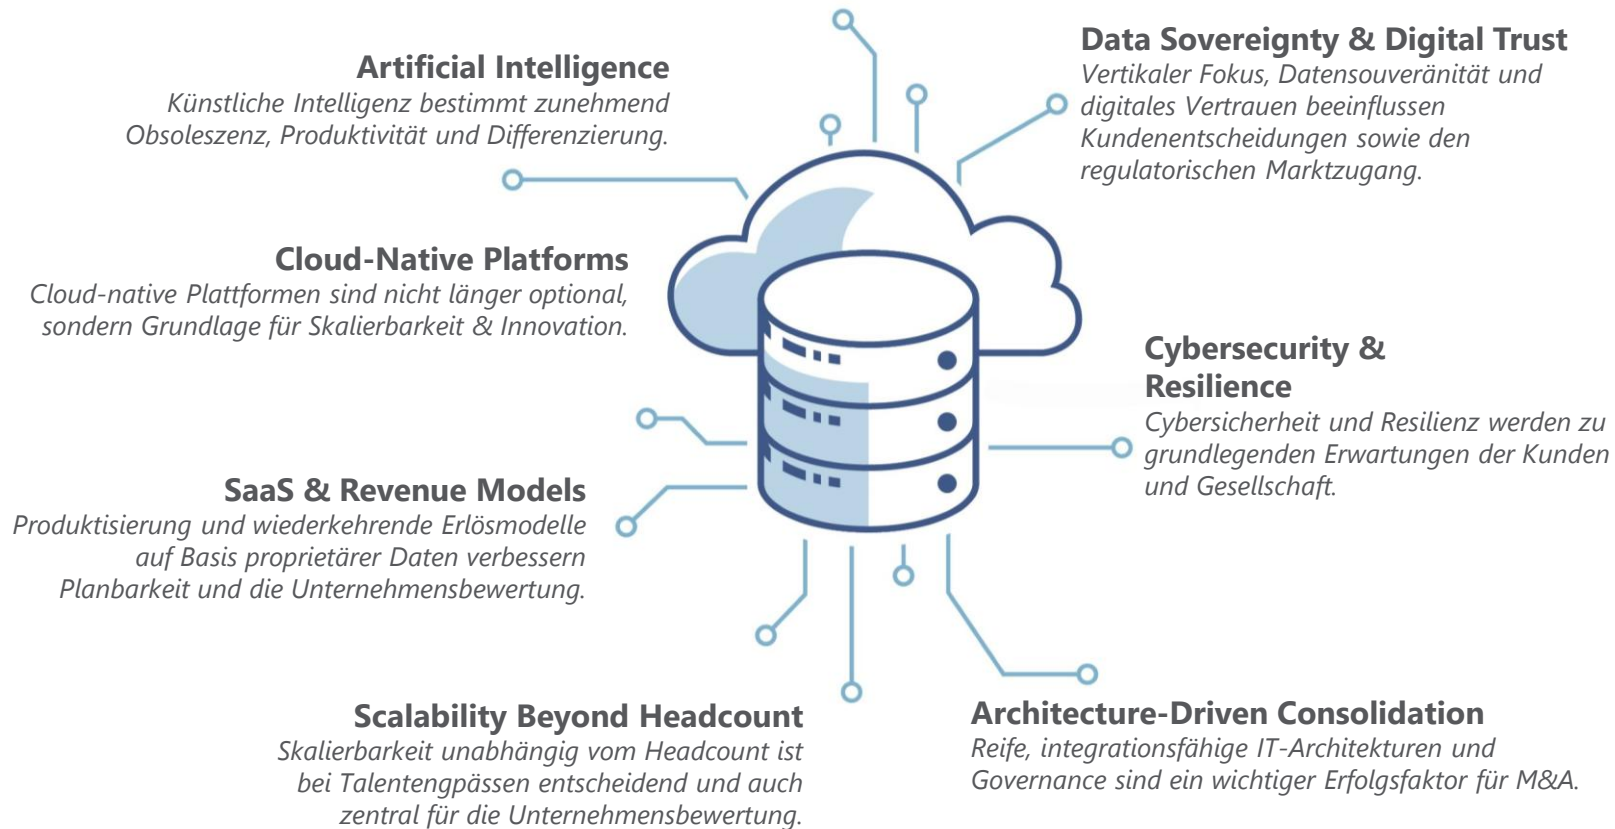 Artificial Intelligence
Künstliche Intelligenz bestimmt zunehmend
Obsoleszenz, Produktivität und Differenzierung.
Cloud-Native Platforms
Cloud-native Plattformen sind nicht länger optional,
sondern Grundlage für Skalierbarkeit & Innovation.
SaaS & Revenue Models
Produktisierung und wiederkehrende Erlösmodelle
auf Basis proprietärer Daten verbessern
Planbarkeit und die Unternehmensbewertung.
Scalability Beyond Headcount
Skalierbarkeit unabhängig vom Headcount ist
bei Talentengpässen entscheidend und auch
zentral für die Unternehmensbewertung.
Data Sovereignty & Digital Trust
Vertikaler Fokus, Datensouveränität und
digitales Vertrauen beeinflussen
Kundenentscheidungen sowie den
regulatorischen Marktzugang.
Cybersecurity &
Resilience
Cybersicherheit und Resilienz werden zu
grundlegenden Erwartungen der Kunden
und Gesellschaft.
Architecture-Driven Consolidation
Reife, integrationsfähige IT-Architekturen und
Governance sind ein wichtiger Erfolgsfaktor für M&A.